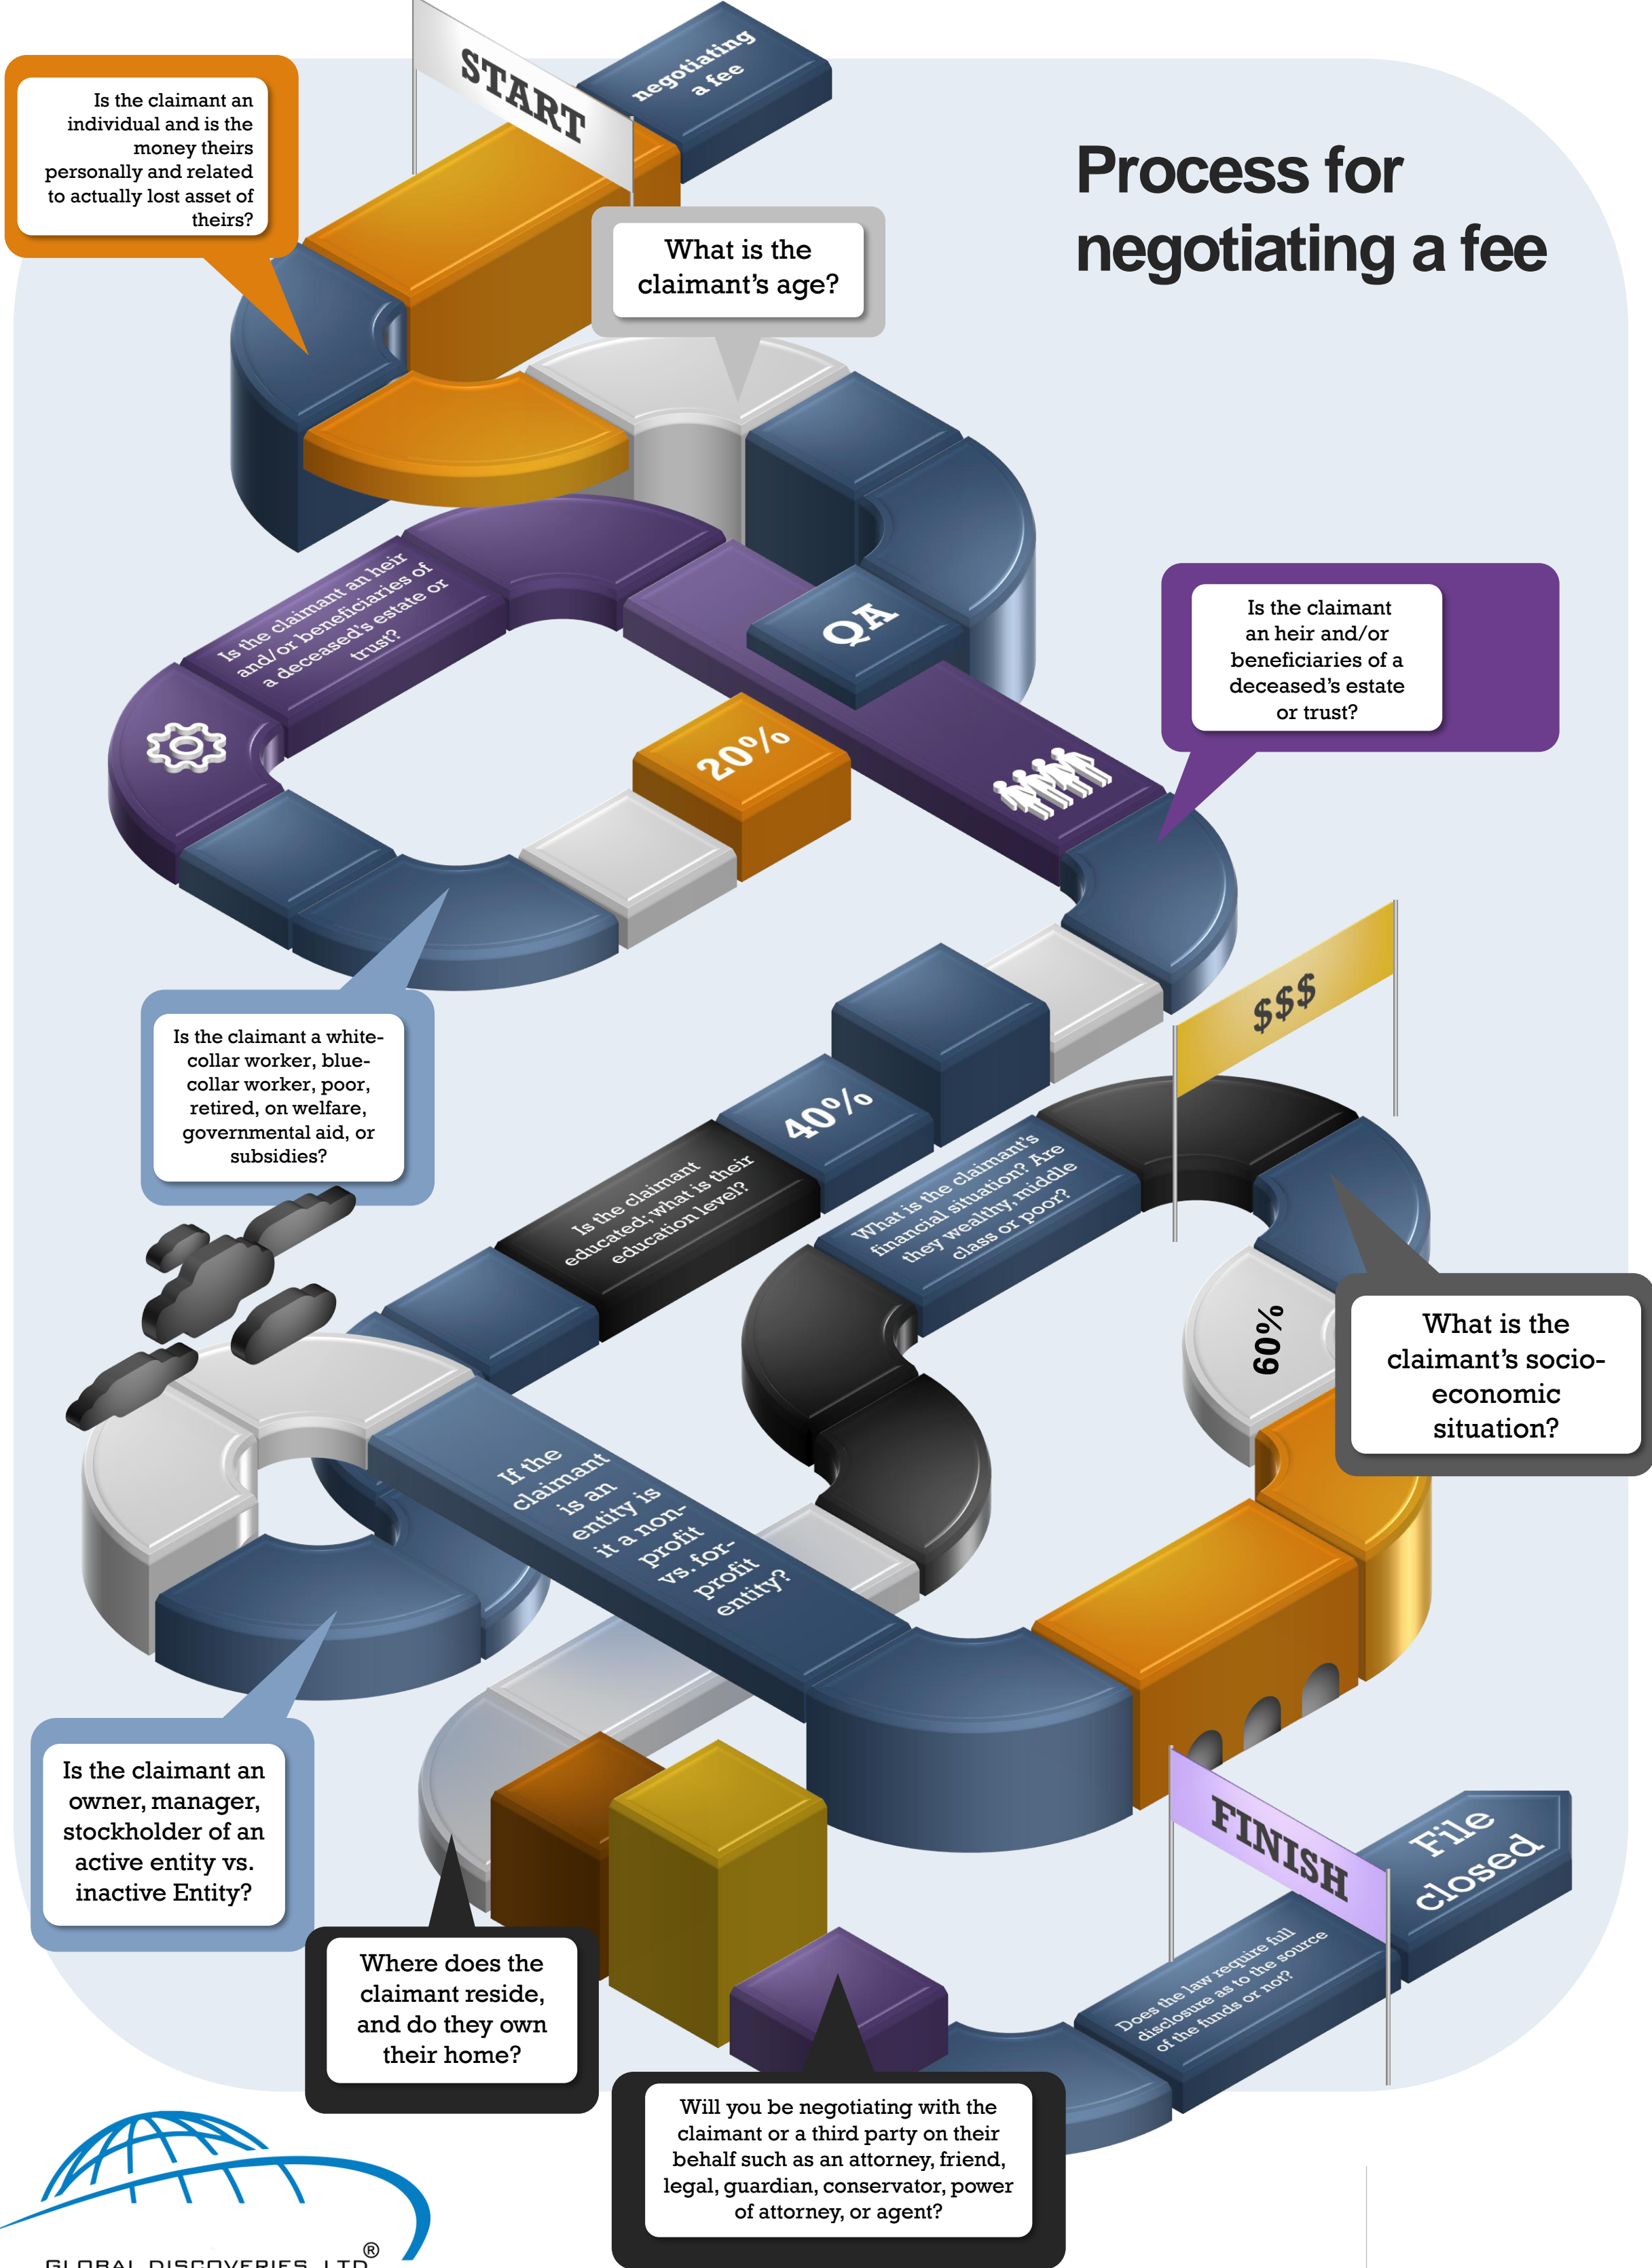 negotiating
a fee
START
Process for
negotiating a fee
Is the claimant an
individual and is the
money theirs
personally and related
to actually lost asset of
theirs?
What is the
claimant's age?
QA
Is the claimant an heir
and/or beneficiaries of
a deceased's estate or
trust?
Is the claimant
an heir and/or
beneficiaries of a
deceased's estate
or trust?
20%
Is the claimant a white-
collar worker, blue-
collar worker, poor,
retired, on welfare,
governmental aid, or
subsidies?
$$$
40%
Is the claimant
educated; what is their
education level?
What is the claimant's
financial situation? Are
they wealthy, middle
class or poor?
60%
What is the
claimant's socio-
economic
situation?
If the
claimant
is an
entity is
it a non-
profit
vs. for-
profit
entity?
Is the claimant an
owner, manager,
stockholder of an
active entity vs.
inactive Entity?
Where does the
claimant reside,
and do they own
their home?
Will you be negotiating with the
claimant or a third party on their
behalf such as an attorney, friend,
legal, guardian, conservator, power
of attorney, or agent?
Does the law require full
disclosure as to the source
of the funds or not?
FINISH
File
closed
GLOBAL DISCOVERIES, LTD ®